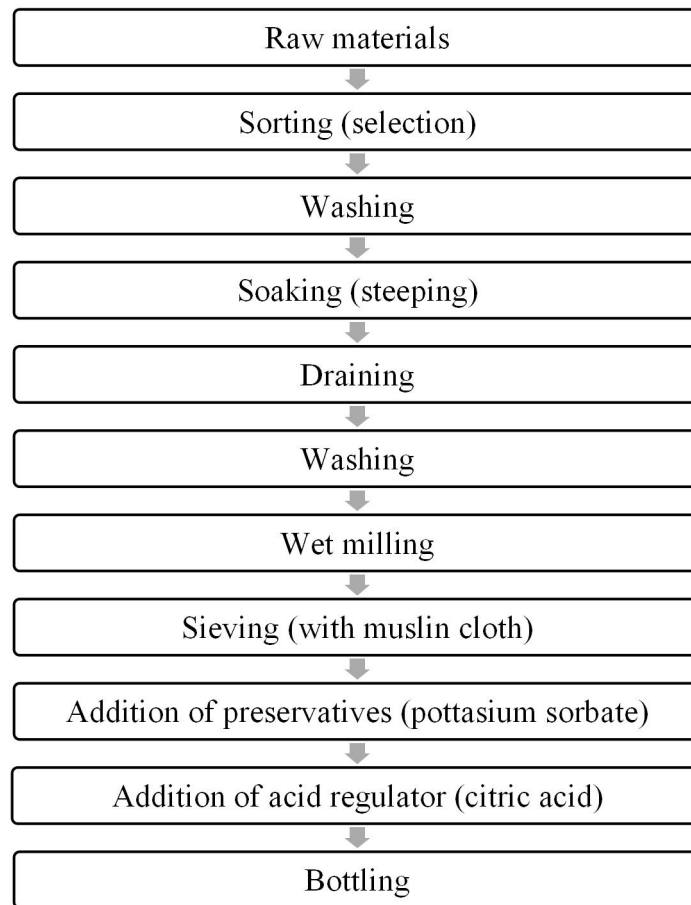 Raw materials
Sorting (selection)
Washing
Soaking (steeping)
Draining
Washing
Wet milling
Sieving (with muslin cloth)
Addition of preservatives (pottasium sorbate)
Addition of acid regulator (citric acid)
Bottling